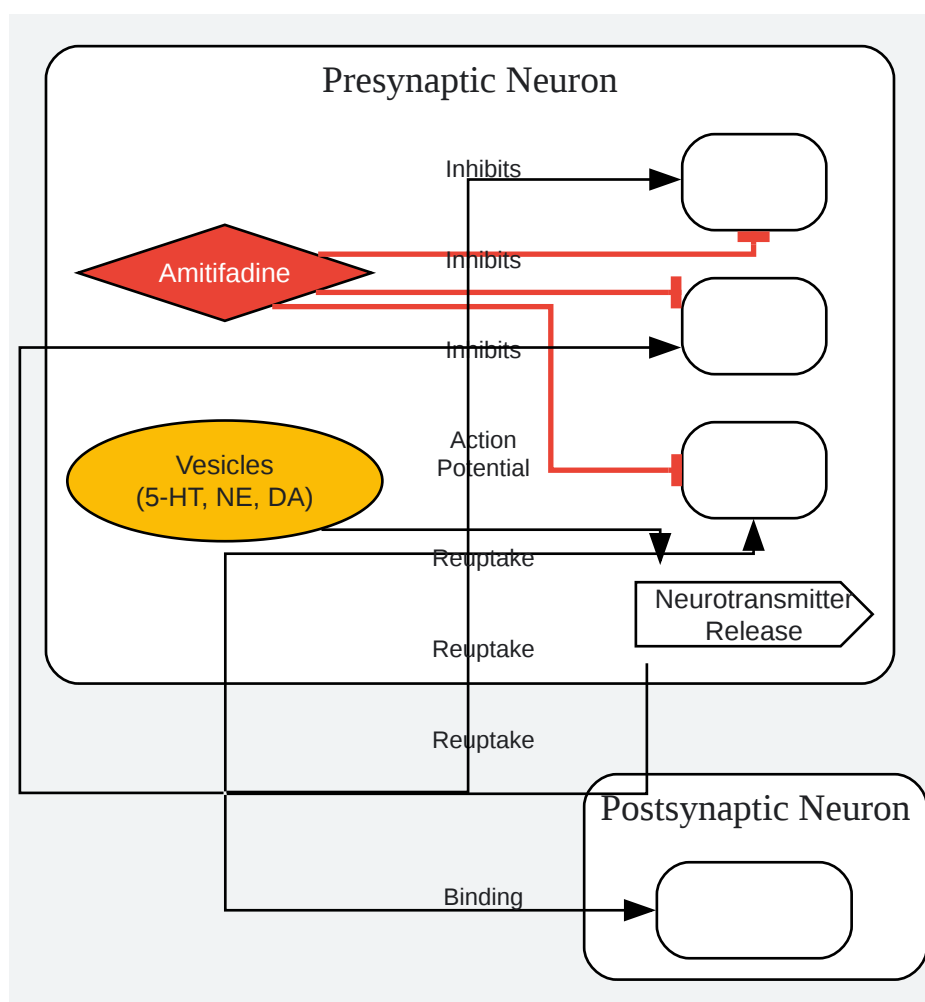 Presynaptic Neuron
Inhibits
Inhibits
Amitifadine
Inhibits
Action
Potential
Vesicles
(5-HT, NE, DA)
Reuptake
Neurotransmitter
Release
Reuptake
Reuptake
Postsynaptic Neuron
Binding